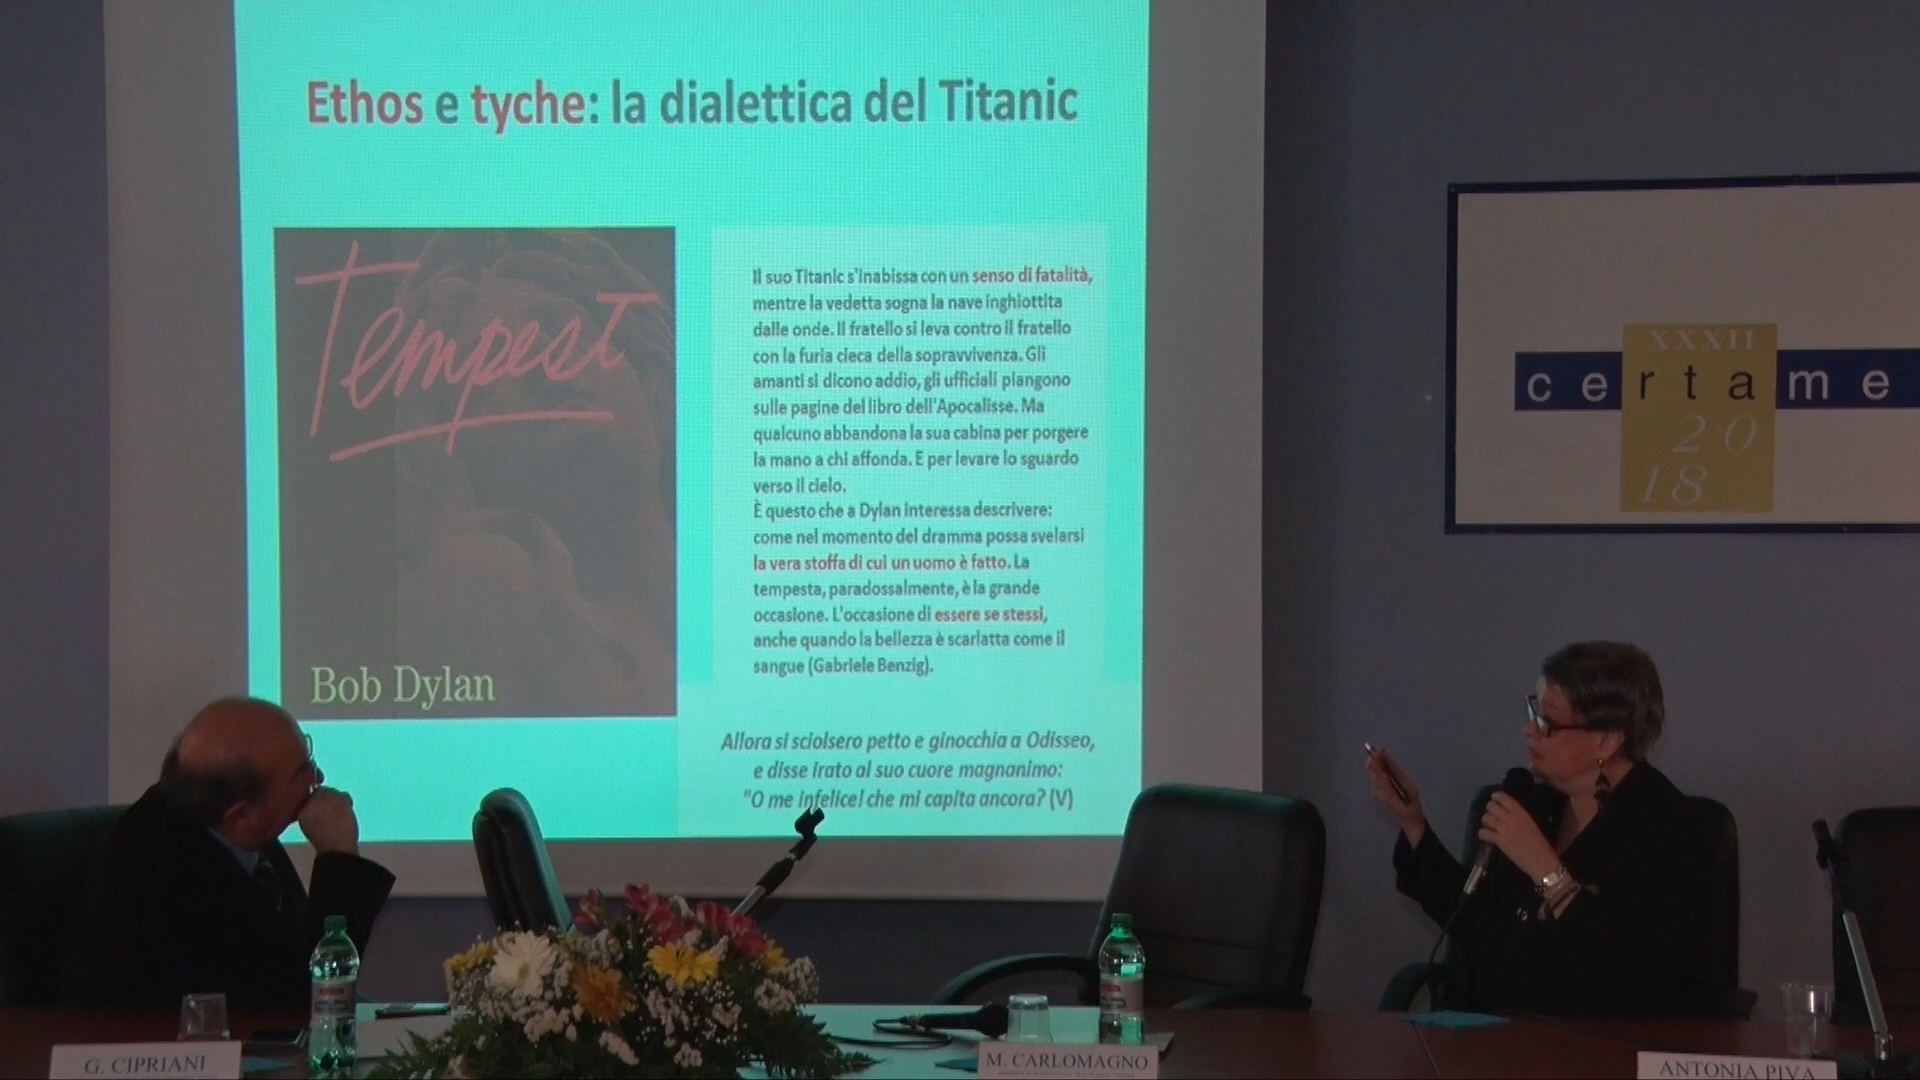 Ethos e tyche: la dialettica del Titanic
Tempest
Bob Dylan
Il suo Titanic s'inabissa con un senso di fatalità,
mentre la vedetta sogna la nave inghiottita
dalle onde. Il fratello si leva contro il fratello
con la furia cieca della sopravvivenza. Gli
amanti si dicono addio, gli ufficiali piangono
sulle pagine del libro dell'Apocalisse. Ma
qualcuno abbandona la sua cabina per porgere
la mano a chi affonda. E per levare lo sguardo
verso il cielo.
È questo che a Dylan interessa descrivere:
come nel momento del dramma possa svelarsi
la vera stoffa di cui un uomo è fatto. La
tempesta, paradossalmente, è la grande
occasione. L'occasione di essere se stessi,
anche quando la bellezza è scarlatta come il
sangue (Gabriele Benzig).
Allora si sciolsero petto e ginocchia a Odisseo,
e disse irato al suo cuore magnanimo:
"O me infelice! che mi capita ancora? (V)
XXXII
certame
20
18
G. CIPRIANI
M. CARLOMAGNO
ANTONIA PIVA